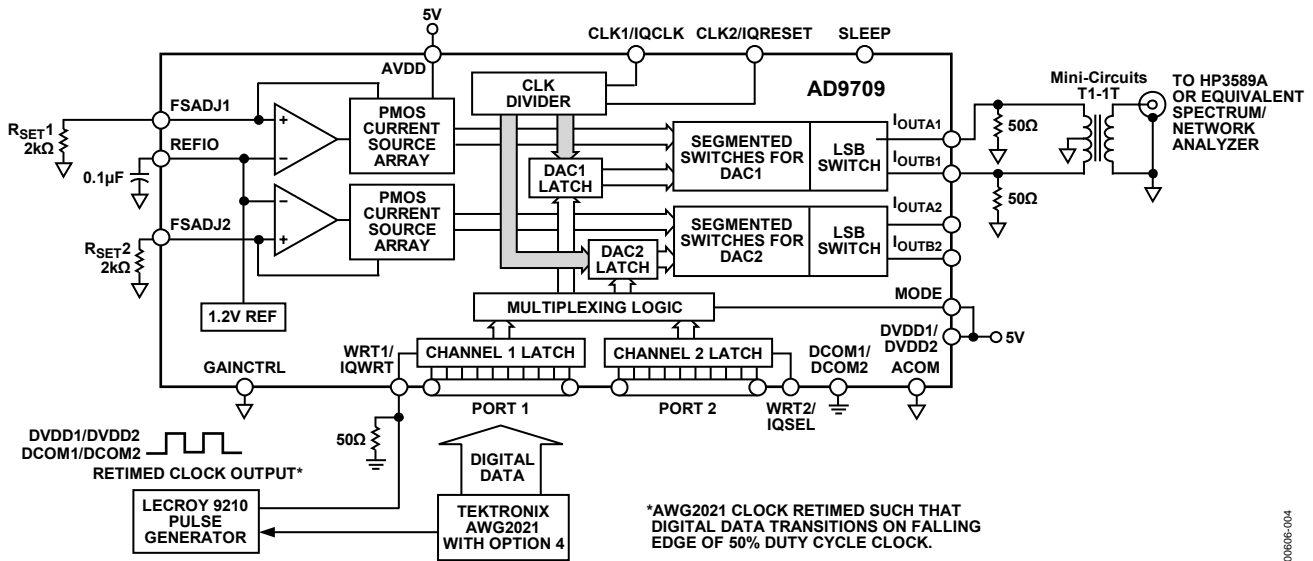 5V
CLK1/IQCLK
CLK2/IQRESET
SLEEP
AVDD
CLK
DIVIDER
AD9709
Mini-Circuits
T1-1T
TO HP3589A
OR EQUIVALENT
SPECTRUM/
NETWORK
ANALYZER
FSADJ1
RSET1
2kΩ
REFIO
0.1µF
+
–
PMOS
CURRENT
SOURCE
ARRAY
DAC1
LATCH
SEGMENTED
SWITCHES FOR
DAC1
LSB
SWITCH
IOUTA1
IOUTB1
50Ω
50Ω
FSADJ2
RSET2
2kΩ
–
+
PMOS
CURRENT
SOURCE
ARRAY
DAC2
LATCH
SEGMENTED
SWITCHES FOR
DAC2
LSB
SWITCH
IOUTA2
IOUTB2
1.2V REF
MULTIPLEXING LOGIC
MODE
DVDD1/
DVDD2
5V
GAINCTRL
WRT1/
IQWRT
CHANNEL 1 LATCH
CHANNEL 2 LATCH
DCOM1/
DCOM2
ACOM
PORT 1
PORT 2
WRT2/
IQSEL
DVDD1/DVDD2
DCOM1/DCOM2
RETIMED CLOCK OUTPUT*
50Ω
DIGITAL
DATA
LECROY 9210
PULSE
GENERATOR
TEKTRONIX
AWG2021
WITH OPTION 4
*AWG2021 CLOCK RETIMED SUCH THAT
DIGITAL DATA TRANSITIONS ON FALLING
EDGE OF 50% DUTY CYCLE CLOCK.
00606-004